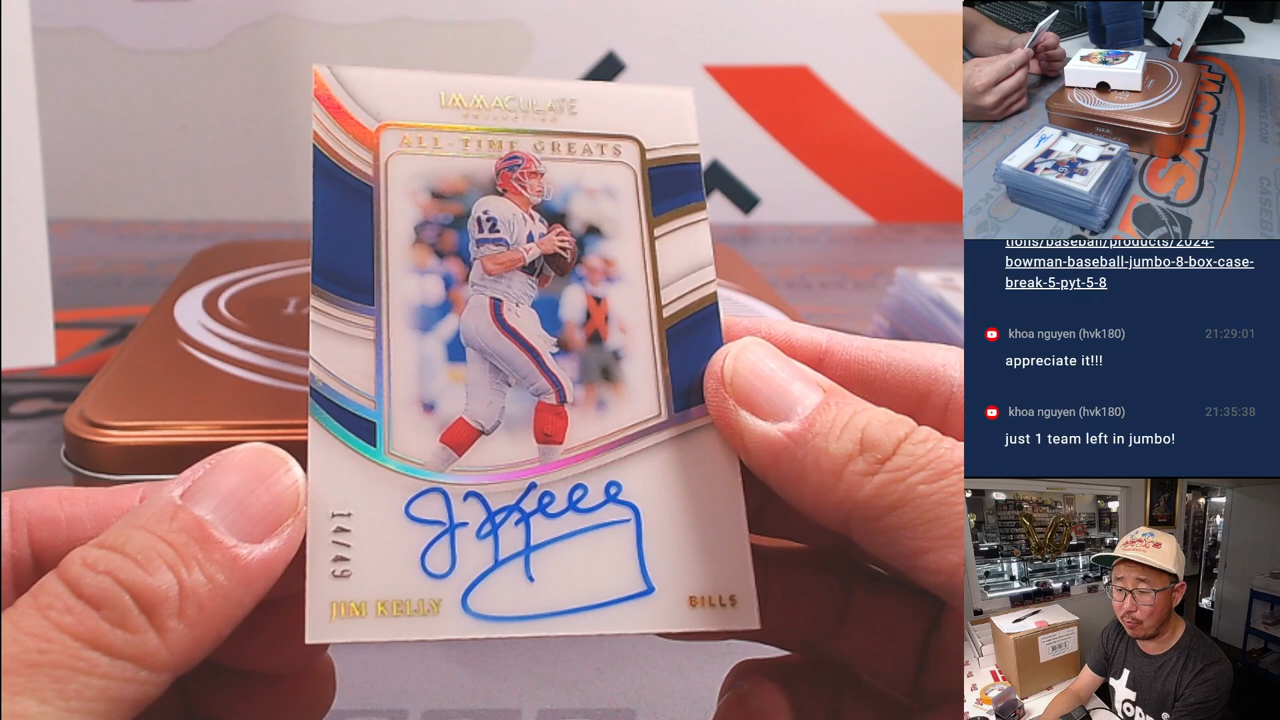 IMMACULATE
COLLECTION
ALL-TIME GREATS
12
14/49
JIM KELLY
BILLS
tions/baseball/products/2024-
bowman-baseball-jumbo-8-box-case-
break-5-pyt-5-8
khoa nguyen (hvk180) 21:29:01
appreciate it!!!
khoa nguyen (hvk180) 21:35:38
just 1 team left in jumbo!